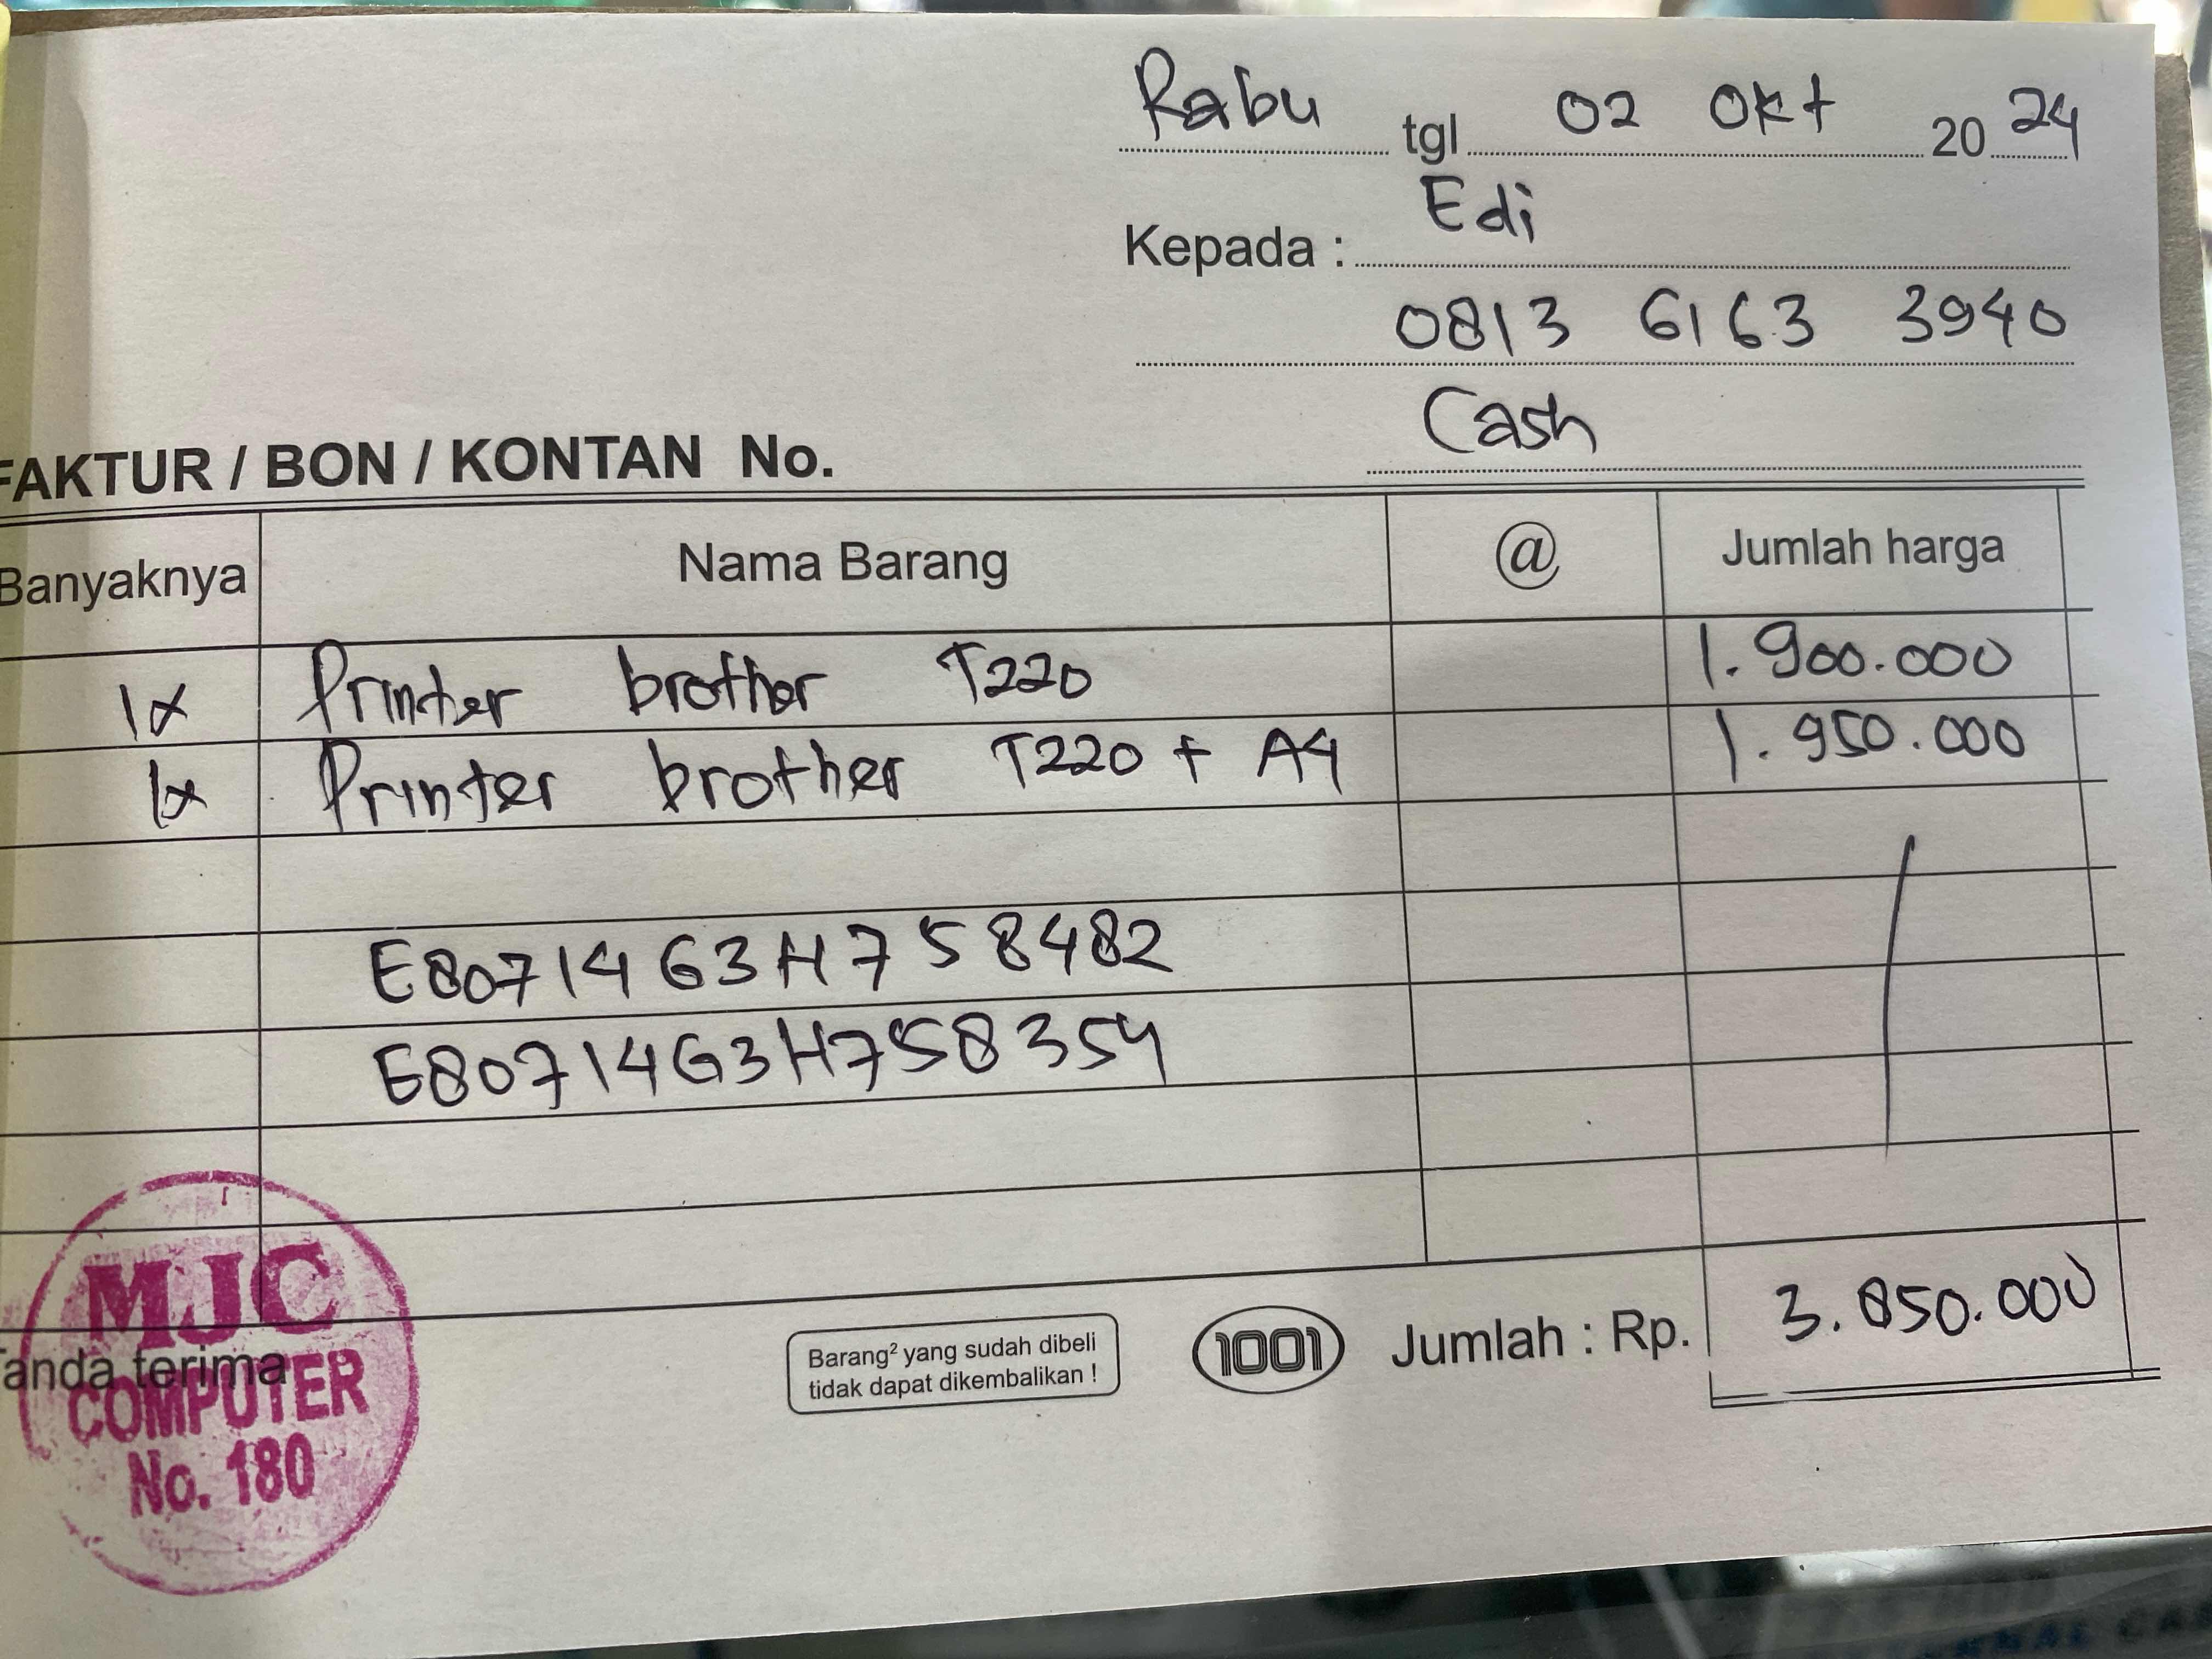 Rabu tgl 02 Okt 2024
Kepada : Edi
0813 6163 3940
Cash
FAKTUR / BON / KONTAN No.
Banyaknya Nama Barang @ Jumlah harga
1x Printer brother T220 1.900.000
1x Printer brother T220 + A4 1.950.000
E80714G3H758482
E80714G3H758354
Tanda terima
MJC
COMPUTER
No. 180
Barang² yang sudah dibeli
tidak dapat dikembalikan !
1001
Jumlah : Rp. 3.850.000